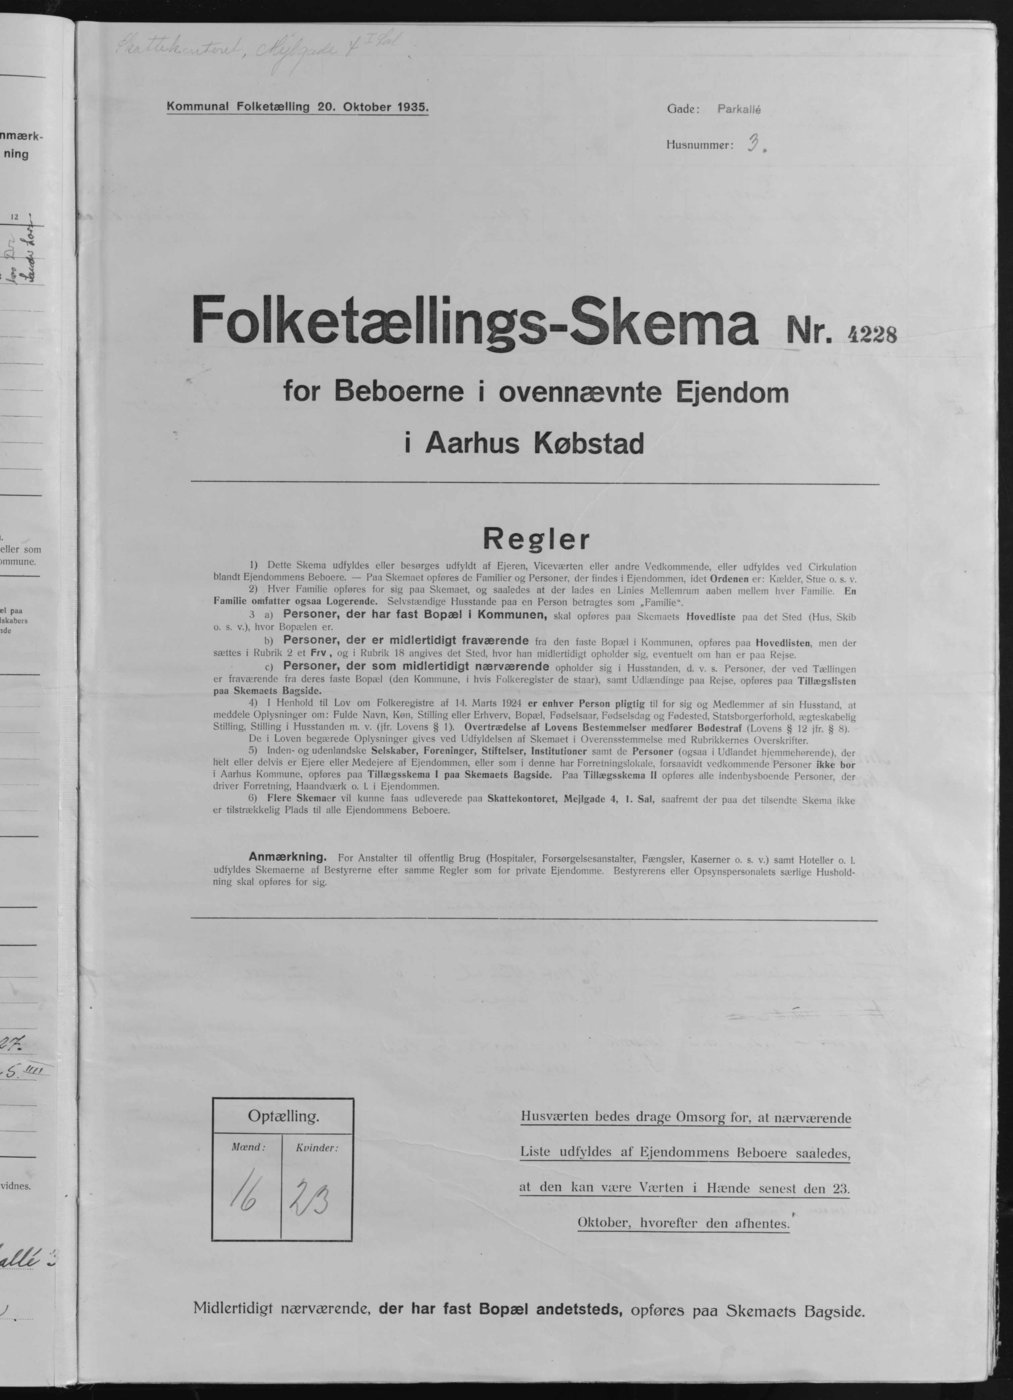 Skattekontoret, Mejlgade 4 I Sal
Kommunal Folketælling 20. Oktober 1935.
Gade: Parkallé
Husnummer: 3.
Folketællings-Skema Nr. 4228
for Beboerne i ovennævnte Ejendom
i Aarhus Købstad
Regler
1) Dette Skema udfyldes eller besørges udfyldt af Ejeren, Viceværten eller andre Vedkommende, eller udfyldes ved Cirkulation
blandt Ejendommens Beboere. — Paa Skemaet opføres de Familier og Personer, der findes i Ejendommen, idet Ordenen er: Kælder, Stue o. s. v.
2) Hver Familie opføres for sig paa Skemaet, og saaledes at der lades en Linies Mellemrum aaben mellem hver Familie. En
Familie omfatter ogsaa Logerende. Selvstændige Husstande paa en Person betragtes som „Familie“.
3 a) Personer, der har fast Bopæl i Kommunen, skal opføres paa Skemaets Hovedliste paa det Sted (Hus, Skib
o. s. v.), hvor Bopælen er.
b) Personer, der er midlertidigt fraværende fra den faste Bopæl i Kommunen, opføres paa Hovedlisten, men der
sættes i Rubrik 2 et Frv, og i Rubrik 18 angives det Sted, hvor han midlertidigt opholder sig, eventuelt om han er paa Rejse.
c) Personer, der som midlertidigt nærværende opholder sig i Husstanden, d. v. s. Personer, der ved Tællingen
er fraværende fra deres faste Bopæl (den Kommune, i hvis Folkeregister de staar), samt Udlændinge paa Rejse, opføres paa Tillægslisten
paa Skemaets Bagside.
4) I Henhold til Lov om Folkeregistre af 14. Marts 1924 er enhver Person pligtig til for sig og Medlemmer af sin Husstand, at
meddele Oplysninger om: Fulde Navn, Køn, Stilling eller Erhverv, Bopæl, Fødselsaar, Fødselsdag og Fødested, Statsborgerforhold, ægteskabelig
Stilling, Stilling i Husstanden m. v. (jfr. Lovens § 1). Overtrædelse af Lovens Bestemmelser medfører Bødestraf (Lovens § 12 jfr. § 8).
De i Loven begærede Oplysninger gives ved Udfyldelsen af Skemaet i Overensstemmelse med Rubrikkernes Overskrifter.
5) Inden- og udenlandske Selskaber, Foreninger, Stiftelser, Institutioner samt de Personer (ogsaa i Udlandet hjemmehørende), der
helt eller delvis er Ejere eller Medejere af Ejendommen, eller som i denne har Forretningslokale, forsaavidt vedkommende Personer ikke bor
i Aarhus Kommune, opføres paa Tillægsskema I paa Skemaets Bagside. Paa Tillægsskema II opføres alle indenbysboende Personer, der
driver Forretning, Haandværk o. l. i Ejendommen.
6) Flere Skemaer vil kunne faas udleverede paa Skattekontoret, Mejlgade 4, 1. Sal, saafremt der paa det tilsendte Skema ikke
er tilstrækkelig Plads til alle Ejendommens Beboere.
Anmærkning. For Anstalter til offentlig Brug (Hospitaler, Forsørgelsesanstalter, Fængsler, Kaserner o. s. v.) samt Hoteller o. l.
udfyldes Skemaerne af Bestyrerne efter samme Regler som for private Ejendomme. Bestyrerens eller Opsynspersonalets særlige Hushold-
ning skal opføres for sig.
Optælling.
Mænd: Kvinder:
16 23
Husværten bedes drage Omsorg for, at nærværende
Liste udfyldes af Ejendommens Beboere saaledes,
at den kan være Værten i Hænde senest den 23.
Oktober, hvorefter den afhentes.
Midlertidigt nærværende, der har fast Bopæl andetsteds, opføres paa Skemaets Bagside.
nmærk-
ning
12
eller som
ommune.
el paa
lskabers
nde
27.
vidnes.
allé 3